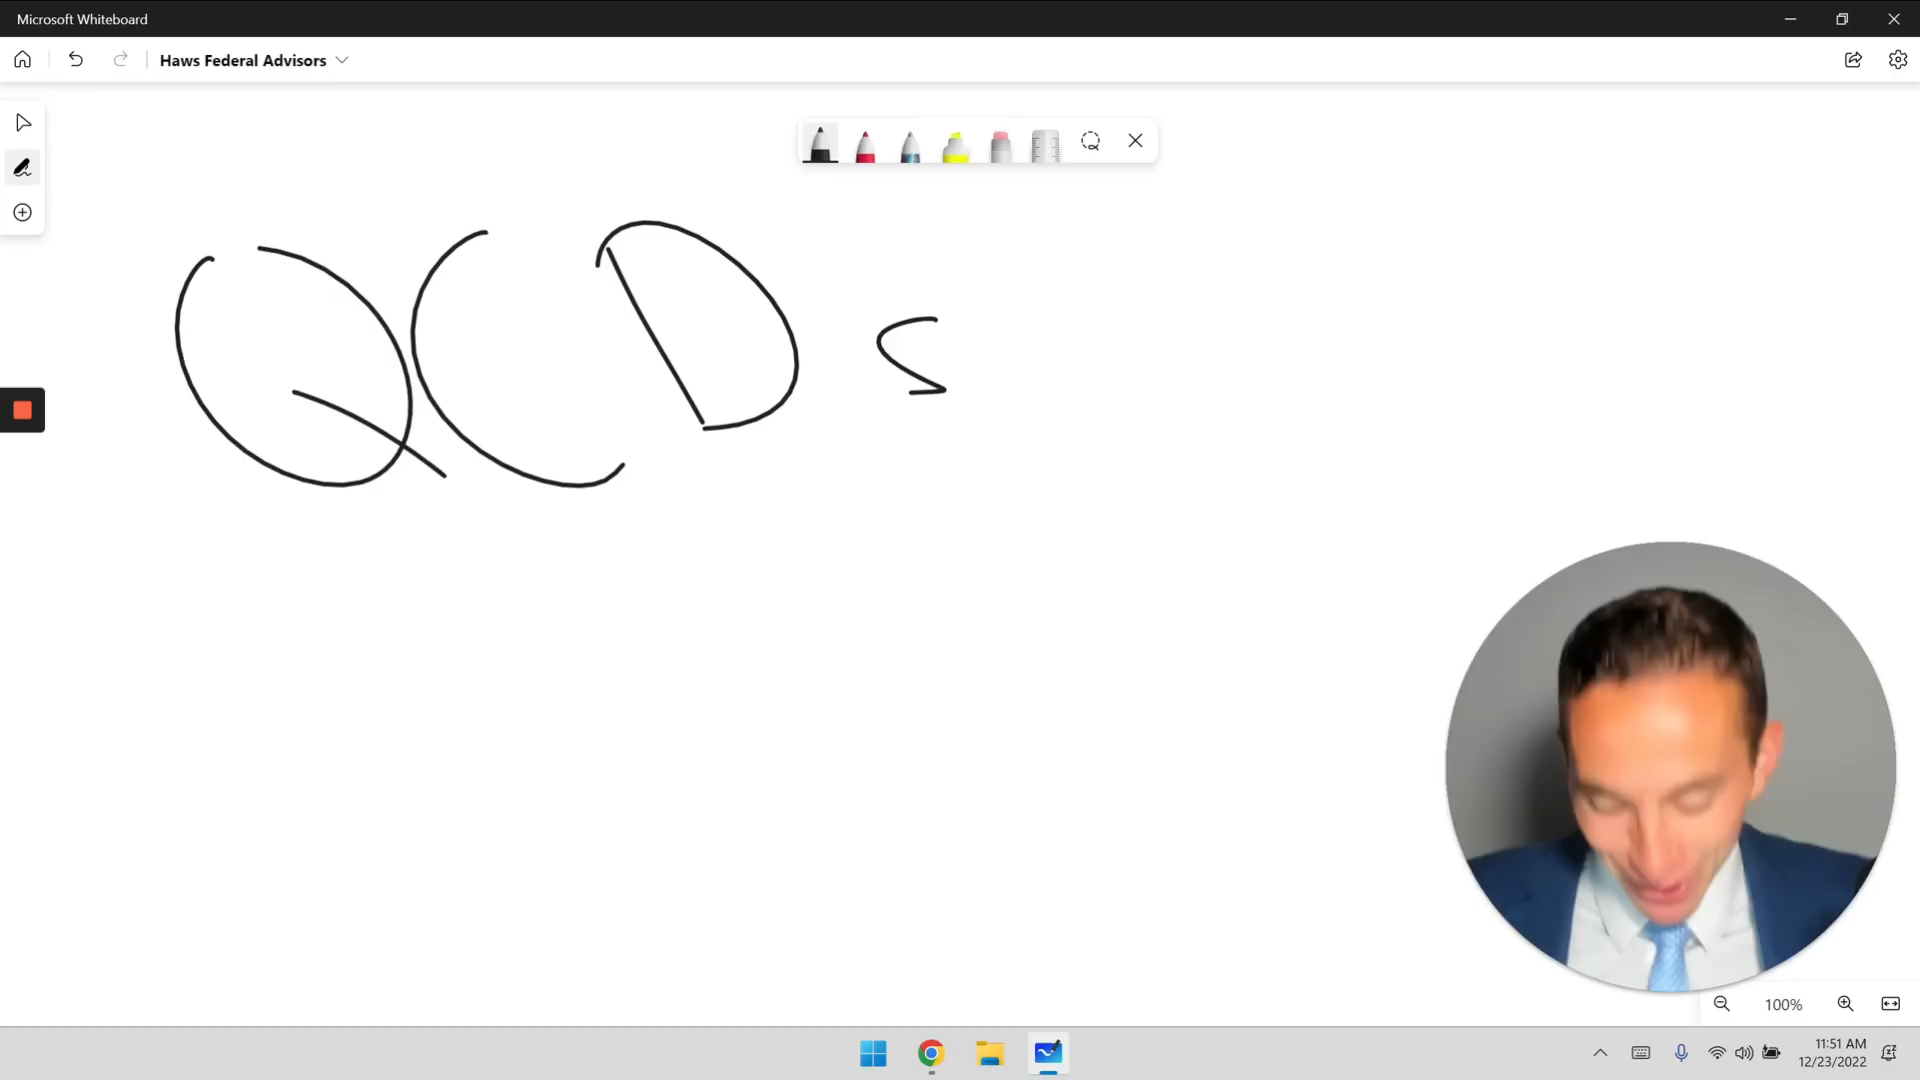 Microsoft Whiteboard
Haws Federal Advisors
QCDs
100%
11:51 AM
12/23/2022